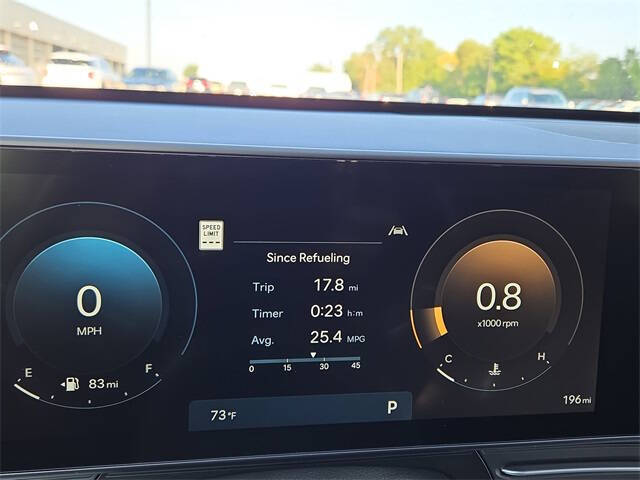 SPEED
LIMIT
Since Refueling
Trip 17.8 mi
Timer 0:23 h:m
Avg. 25.4 MPG
0 15 30 45
0
MPH
E F
83 mi
0.8
x1000 rpm
C H
196 mi
73 °F P